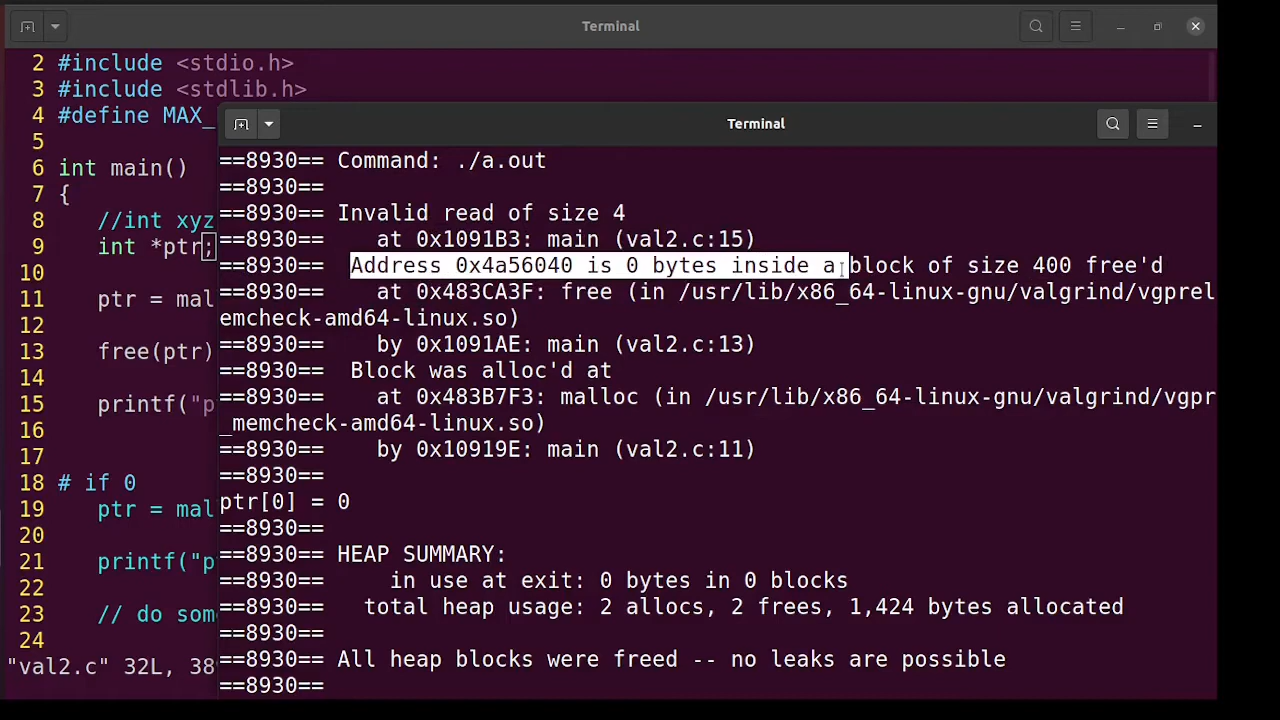 Terminal
2 #include <stdio.h>
3 #include <stdlib.h>
4 #define MAX_
5
6 int main()
7 {
8 //int xyz
9 int *ptr;
10
11 ptr = mal
12
13 free(ptr)
14
15 printf("p
16
17
18 # if 0
19 ptr = mal
20
21 printf("p
22
23 // do som
24
"val2.c" 32L, 38
Terminal
==8930== Command: ./a.out
==8930==
==8930== Invalid read of size 4
==8930== at 0x1091B3: main (val2.c:15)
==8930== Address 0x4a56040 is 0 bytes inside a block of size 400 free'd
==8930== at 0x483CA3F: free (in /usr/lib/x86_64-linux-gnu/valgrind/vgprel
emcheck-amd64-linux.so)
==8930== by 0x1091AE: main (val2.c:13)
==8930== Block was alloc'd at
==8930== at 0x483B7F3: malloc (in /usr/lib/x86_64-linux-gnu/valgrind/vgpr
_memcheck-amd64-linux.so)
==8930== by 0x10919E: main (val2.c:11)
==8930==
ptr[0] = 0
==8930==
==8930== HEAP SUMMARY:
==8930== in use at exit: 0 bytes in 0 blocks
==8930== total heap usage: 2 allocs, 2 frees, 1,424 bytes allocated
==8930==
==8930== All heap blocks were freed -- no leaks are possible
==8930==